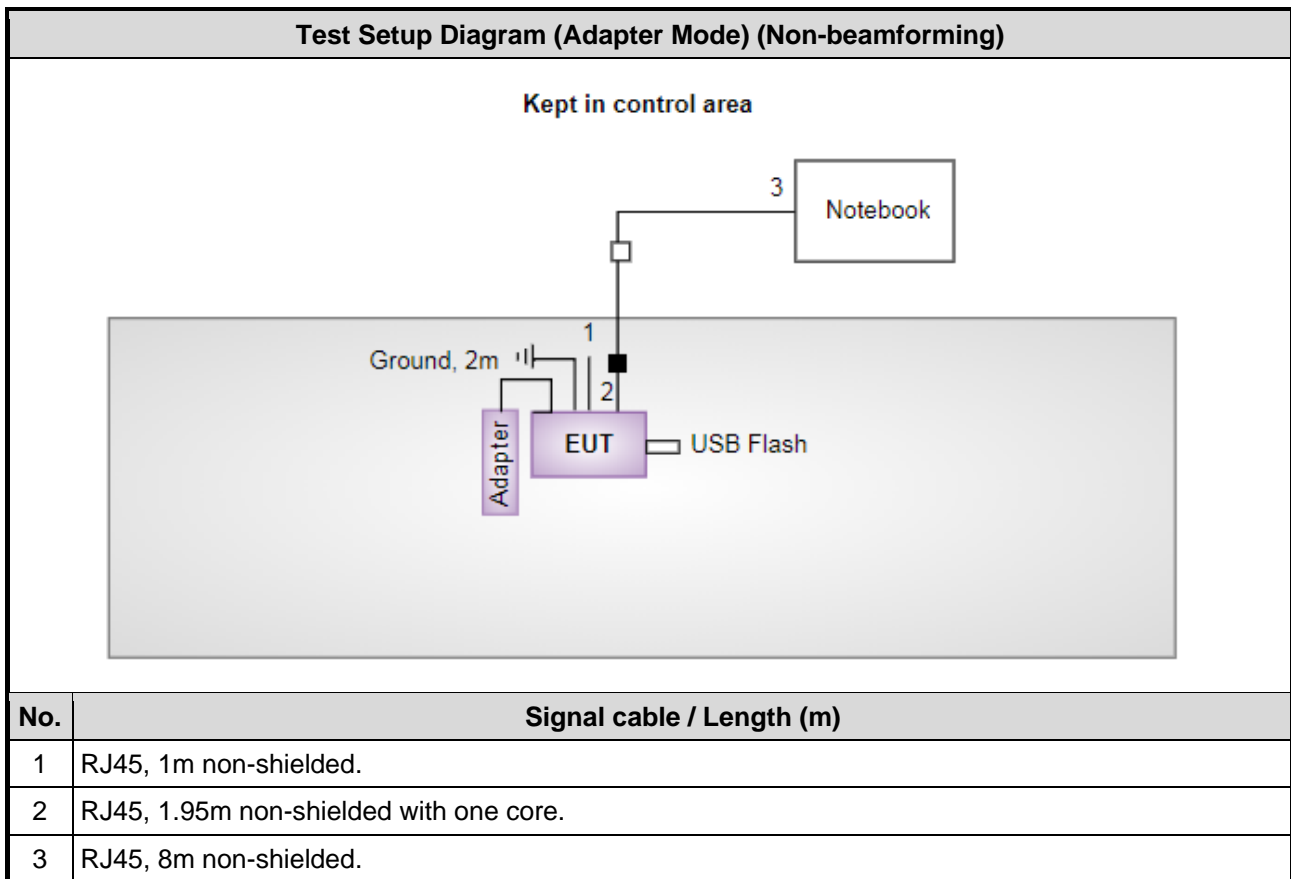 Test Setup Diagram (Adapter Mode) (Non-beamforming)
Kept in control area
3
Notebook
1
Ground, 2m
2
Adapter
EUT
USB Flash
No. Signal cable / Length (m)
1 RJ45, 1m non-shielded.
2 RJ45, 1.95m non-shielded with one core.
3 RJ45, 8m non-shielded.